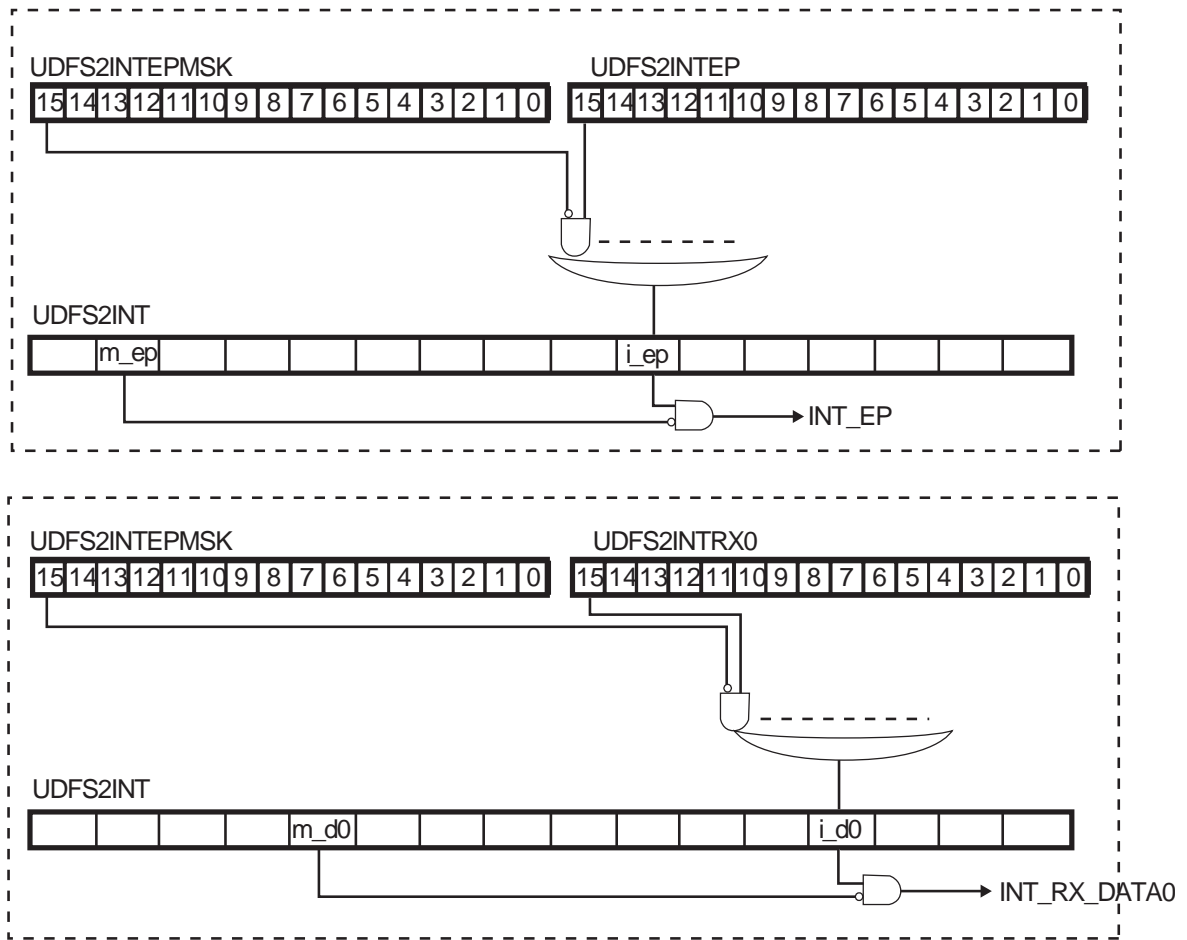 UDFS2INTEPMSK UDFS2INTEP
15 14 13 12 11 10 9 8 7 6 5 4 3 2 1 0 15 14 13 12 11 10 9 8 7 6 5 4 3 2 1 0
UDFS2INT
m_ep i_ep
INT_EP
UDFS2INTEPMSK UDFS2INTRX0
15 14 13 12 11 10 9 8 7 6 5 4 3 2 1 0 15 14 13 12 11 10 9 8 7 6 5 4 3 2 1 0
UDFS2INT
m_d0 i_d0
INT_RX_DATA0